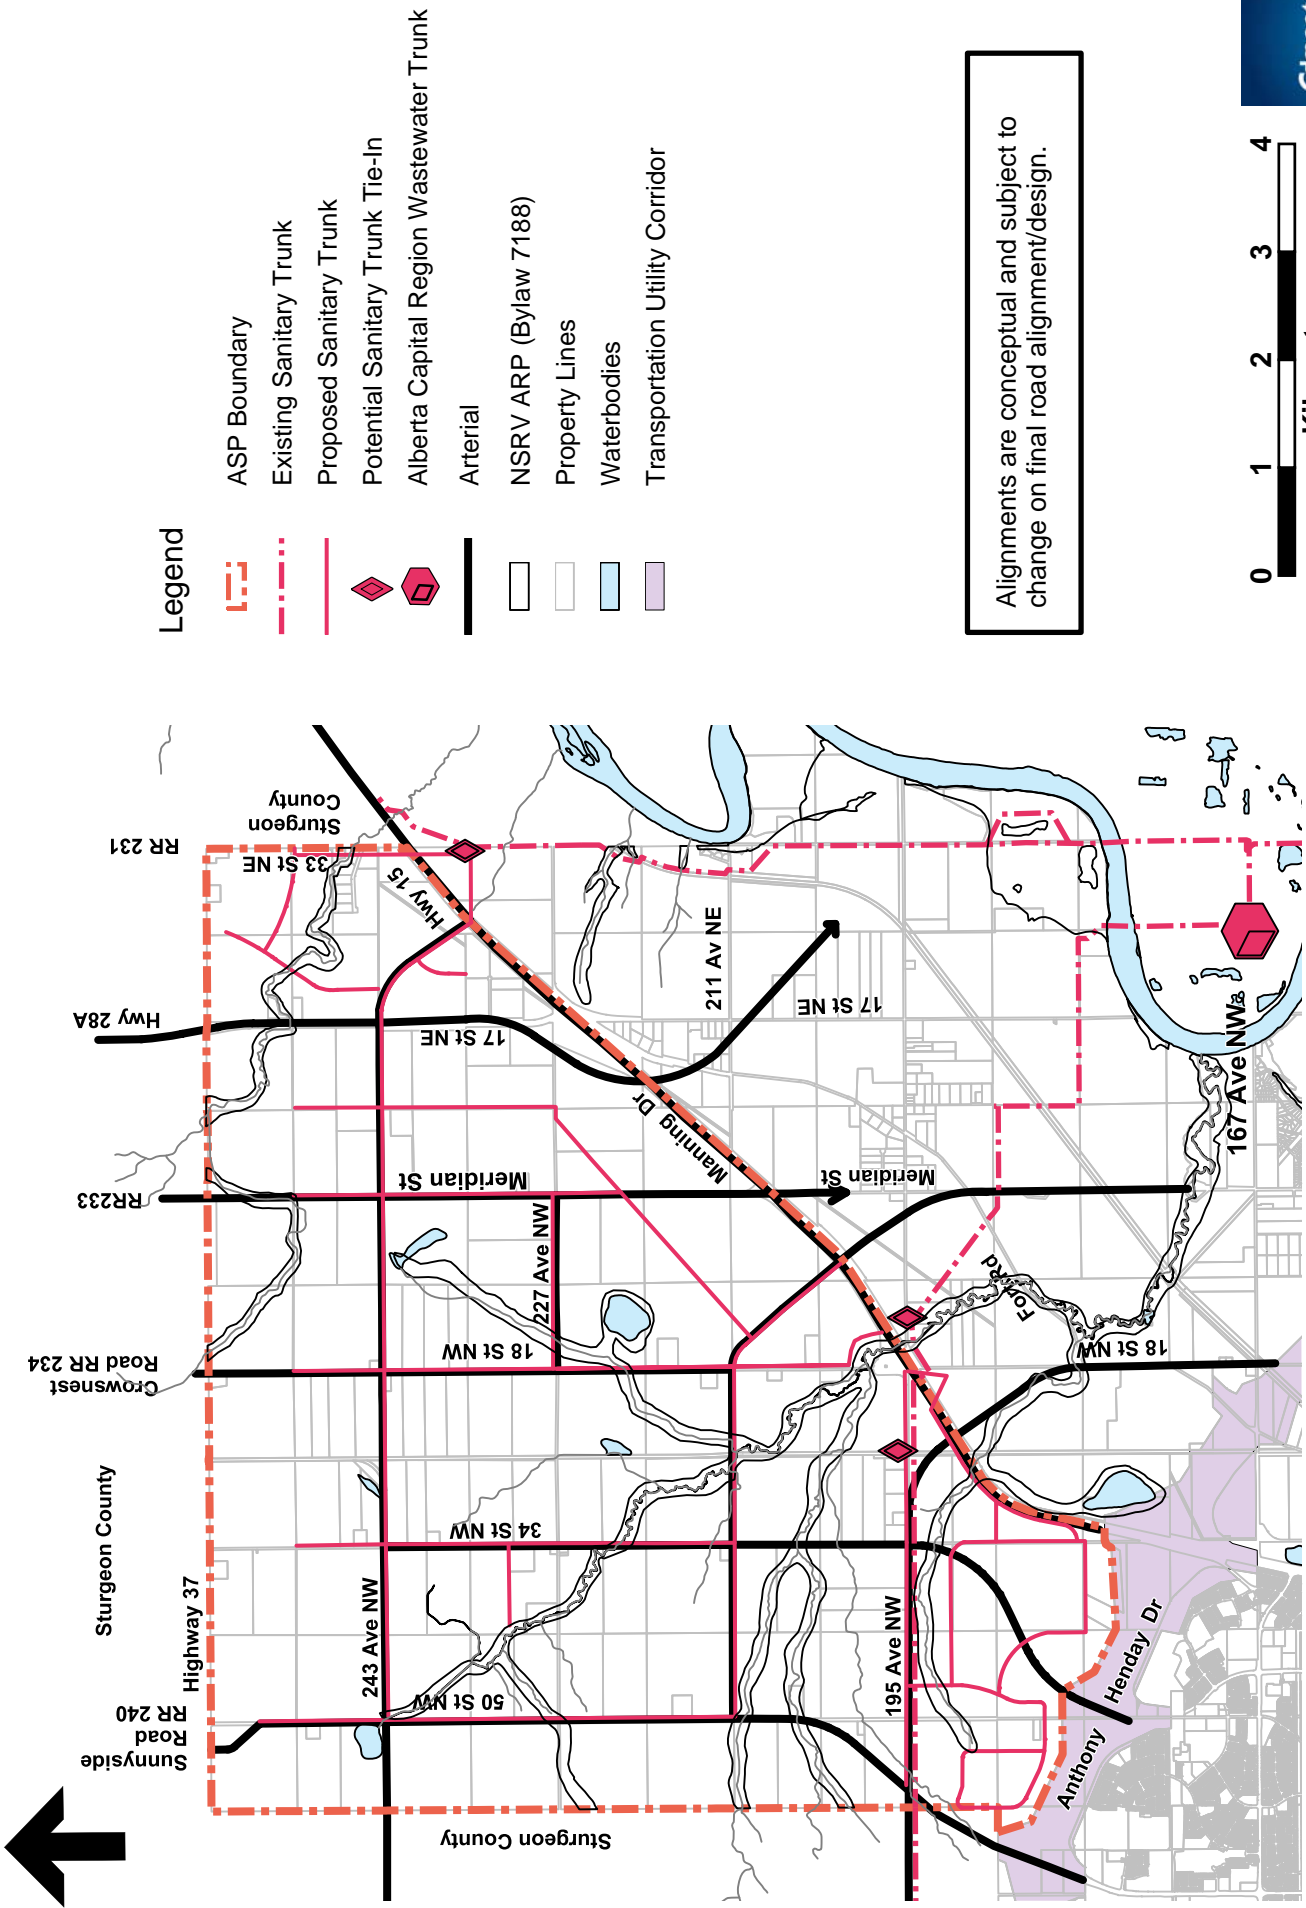 Legend
ASP Boundary
Existing Sanitary Trunk
Proposed Sanitary Trunk
Potential Sanitary Trunk Tie-In
Alberta Capital Region Wastewater Trunk
Arterial
NSRV ARP (Bylaw 7188)
Property Lines
Waterbodies
Transportation Utility Corridor
Alignments are conceptual and subject to
change on final road alignment/design.
0 1 2 3 4
RR 231
Sturgeon
County
33 St NE
Hwy 15
Hwy 28A
17 St NE
211 Av NE
17 St NE
Manning Dr
RR233
Meridian St
Meridian
St
227 Ave NW
18 St NW
Crowsnest
Road RR 234
Fort Rd
167 Ave NW
18 St NW
Sturgeon County
Highway 37
34 St NW
243 Ave NW
50 St NW
195 Ave NW
Sunnyside
Road
RR 240
Sturgeon County
Anthony
Henday Dr